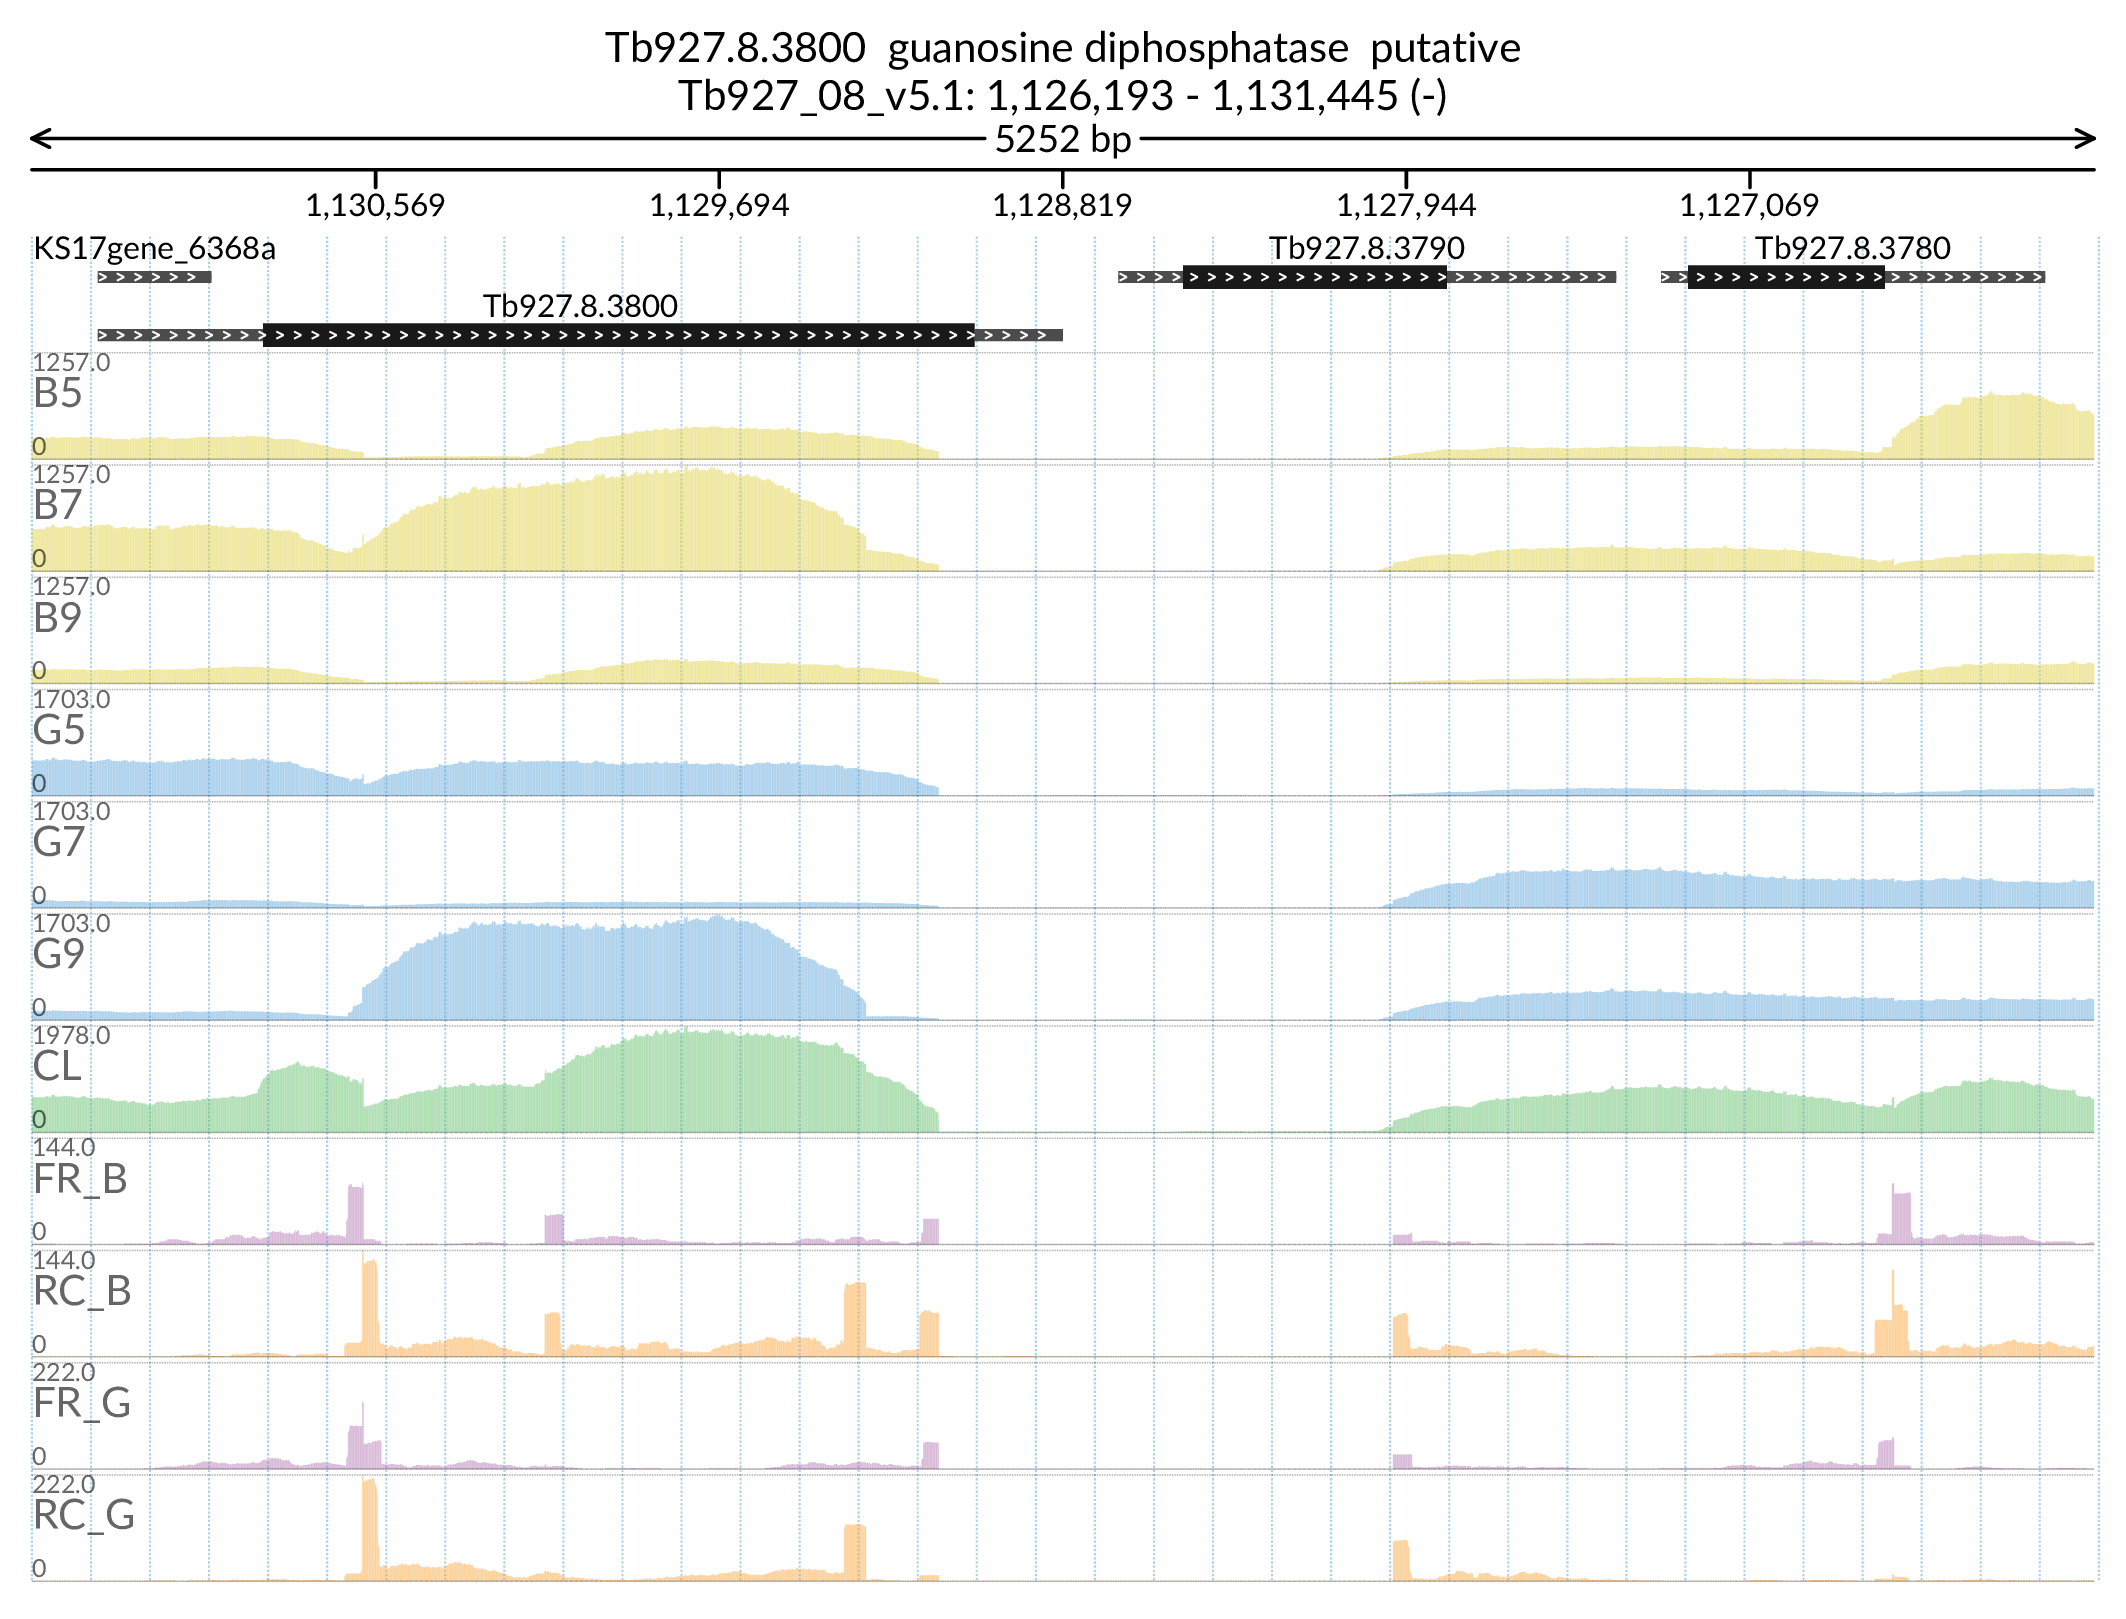 Tb927.8.3800 guanosine diphosphatase putative
Tb927_08_v5.1: 1,126,193 - 1,131,445 (-)
5252 bp
1,130,569 1,129,694 1,128,819 1,127,944 1,127,069
KS17gene_6368a Tb927.8.3790 Tb927.8.3780
Tb927.8.3800
1257.0
B5
0
1257.0
B7
0
1257.0
B9
0
1703.0
G5
0
1703.0
G7
0
1703.0
G9
0
1978.0
CL
0
144.0
FR_B
0
144.0
RC_B
0
222.0
FR_G
0
222.0
RC_G
0